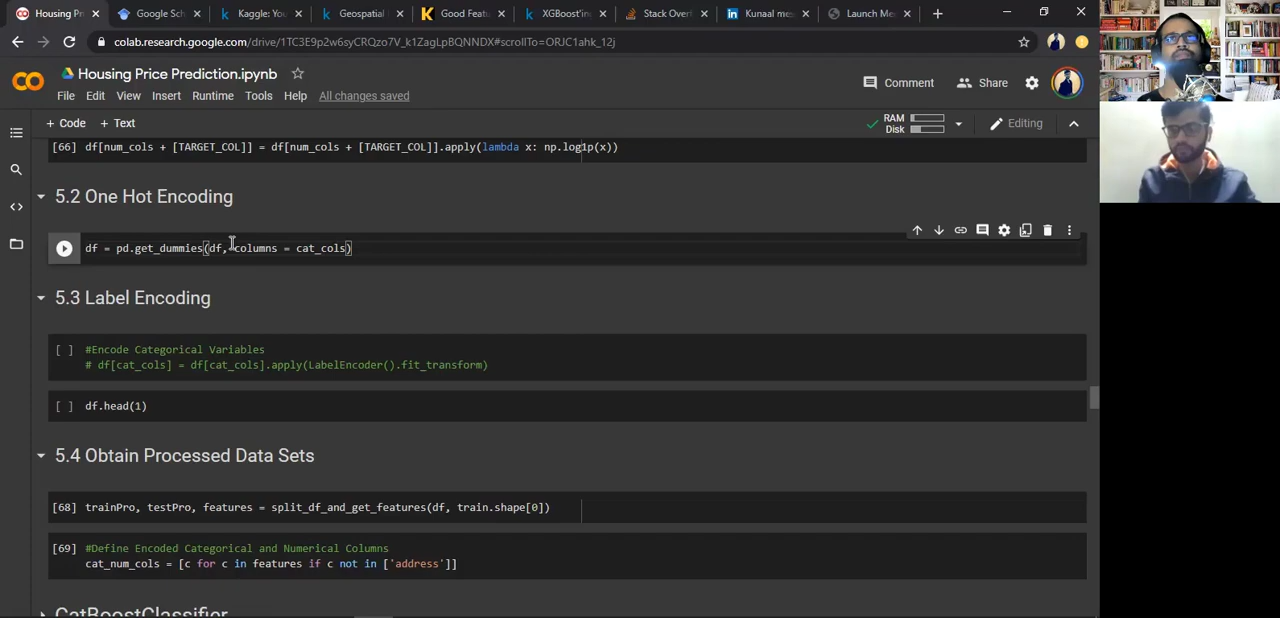 Housing Pr
Google Sch
Kaggle: You
Geospatial
Good Featu
XGBoost'ing
Stack Overf
Kunaal mes
Launch Mee
colab.research.google.com/drive/1TC3E9p2w6syCRQzo7V_k1ZagLpBQNNDX#scrollTo=ORJC1ahk_12j
Housing Price Prediction.ipynb
File Edit View Insert Runtime Tools Help All changes saved
Comment Share
+ Code + Text
RAM
Disk
Editing
[66] df[num_cols + [TARGET_COL]] = df[num_cols + [TARGET_COL]].apply(lambda x: np.log1p(x))
5.2 One Hot Encoding
df = pd.get_dummies(df, columns = cat_cols)
5.3 Label Encoding
[ ] #Encode Categorical Variables
# df[cat_cols] = df[cat_cols].apply(LabelEncoder().fit_transform)
[ ] df.head(1)
5.4 Obtain Processed Data Sets
[68] trainPro, testPro, features = split_df_and_get_features(df, train.shape[0])
[69] #Define Encoded Categorical and Numerical Columns
cat_num_cols = [c for c in features if c not in ['address']]
CatBoostClassifier